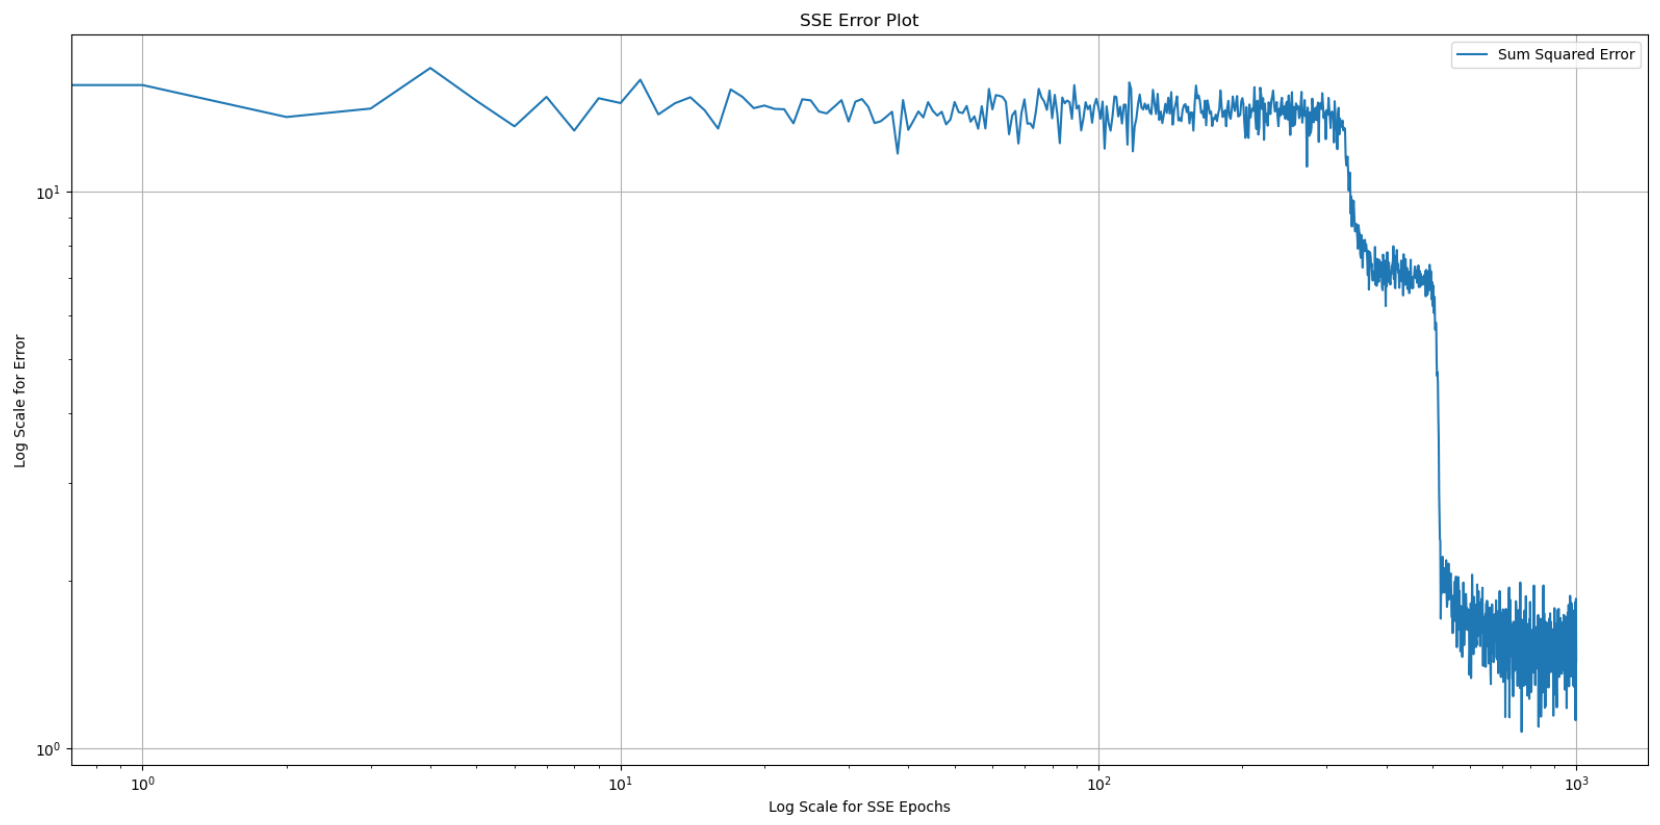 SSE Error Plot
Sum Squared Error
10¹
10⁰
Log Scale for Error
10⁰ 10¹ 10² 10³
Log Scale for SSE Epochs